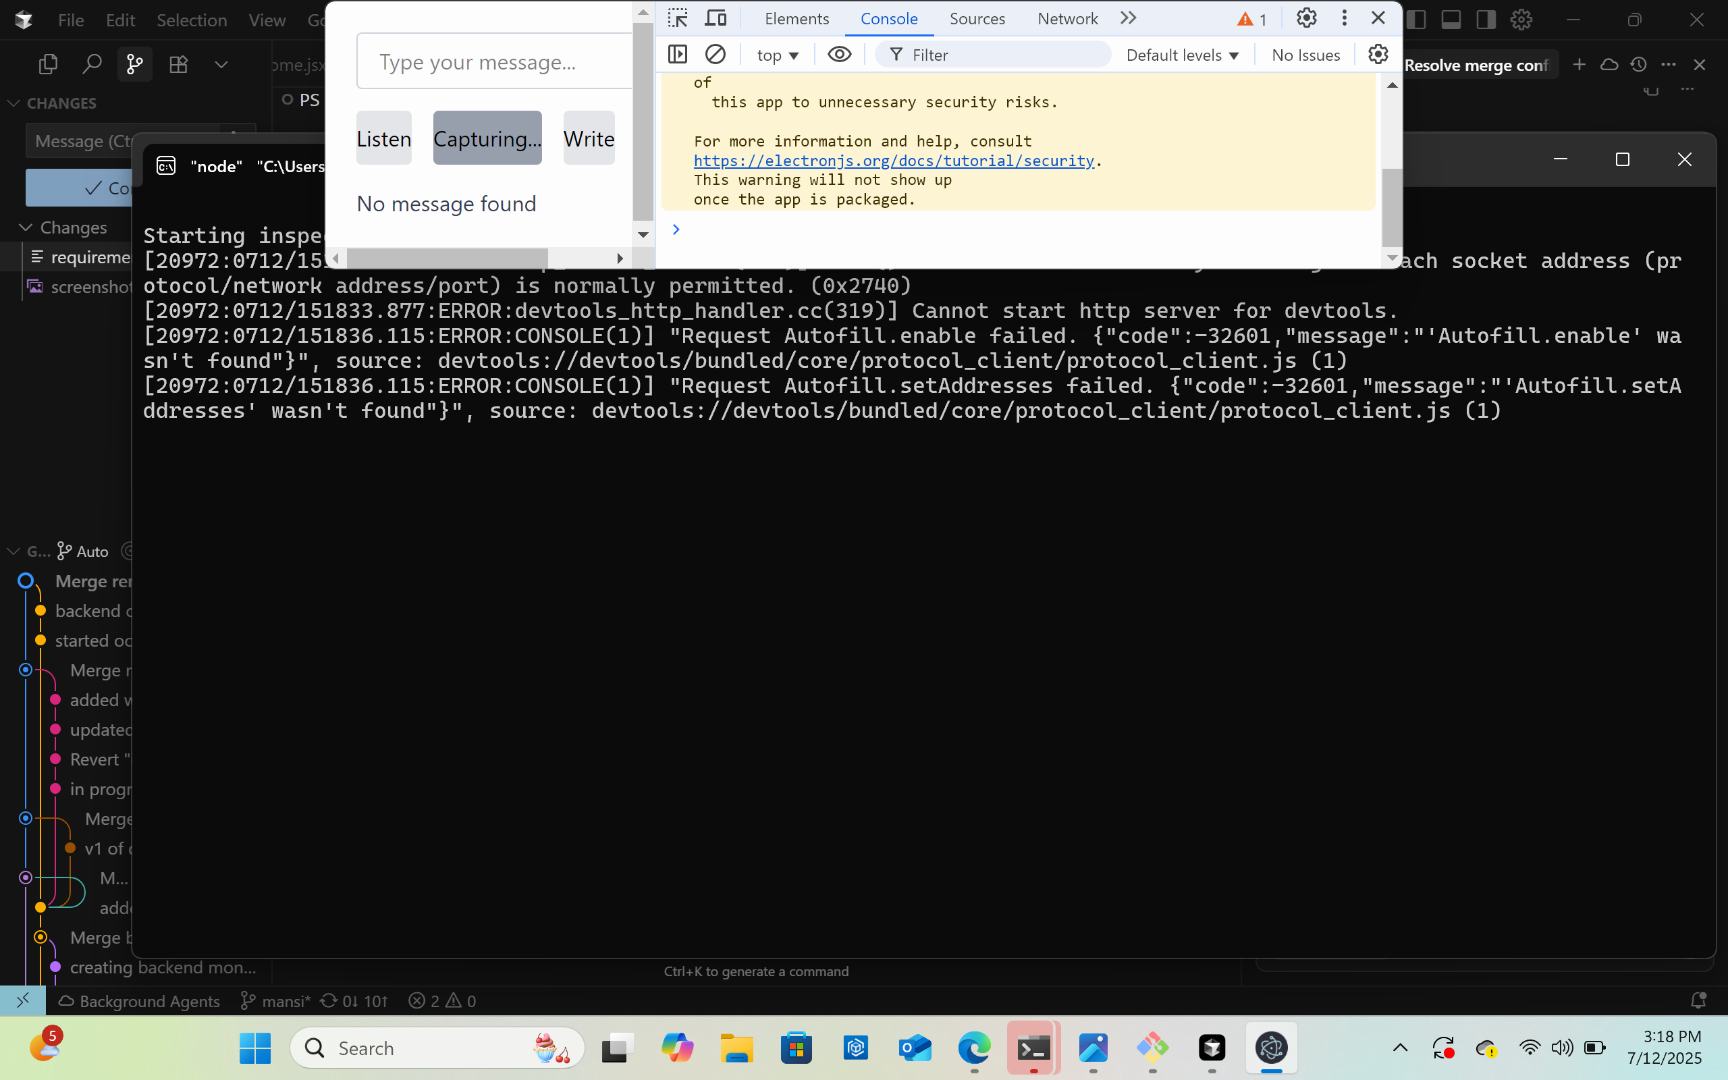 File Edit Selection View
Type your message...
Listen Capturing... Write
No message found
Elements Console Sources Network 1
top Filter Default levels No Issues
of
this app to unnecessary security risks.
For more information and help, consult
https://electronjs.org/docs/tutorial/security.
This warning will not show up
once the app is packaged.
Resolve merge conf
ome.jsx
PS
CHANGES
Message (Ct
Co
Changes
requireme
screenshot
"node" "C:\Users
Starting inspe
[20972:0712/15
ach socket address (pr
otocol/network address/port) is normally permitted. (0x2740)
[20972:0712/151833.877:ERROR:devtools_http_handler.cc(319)] Cannot start http server for devtools.
[20972:0712/151836.115:ERROR:CONSOLE(1)] "Request Autofill.enable failed. {"code":-32601,"message":"'Autofill.enable' wa
sn't found"}", source: devtools://devtools/bundled/core/protocol_client/protocol_client.js (1)
[20972:0712/151836.115:ERROR:CONSOLE(1)] "Request Autofill.setAddresses failed. {"code":-32601,"message":"'Autofill.setA
ddresses' wasn't found"}", source: devtools://devtools/bundled/core/protocol_client/protocol_client.js (1)
G... Auto
Merge rem
backend c
started oc
Merge r
added w
updated
Revert "
in progr
Merge
v1 of
M...
adde
Merge b
creating backend mon...
Ctrl+K to generate a command
Background Agents mansi* 0↓ 10↑ 2 0
5
Search
3:18 PM
7/12/2025